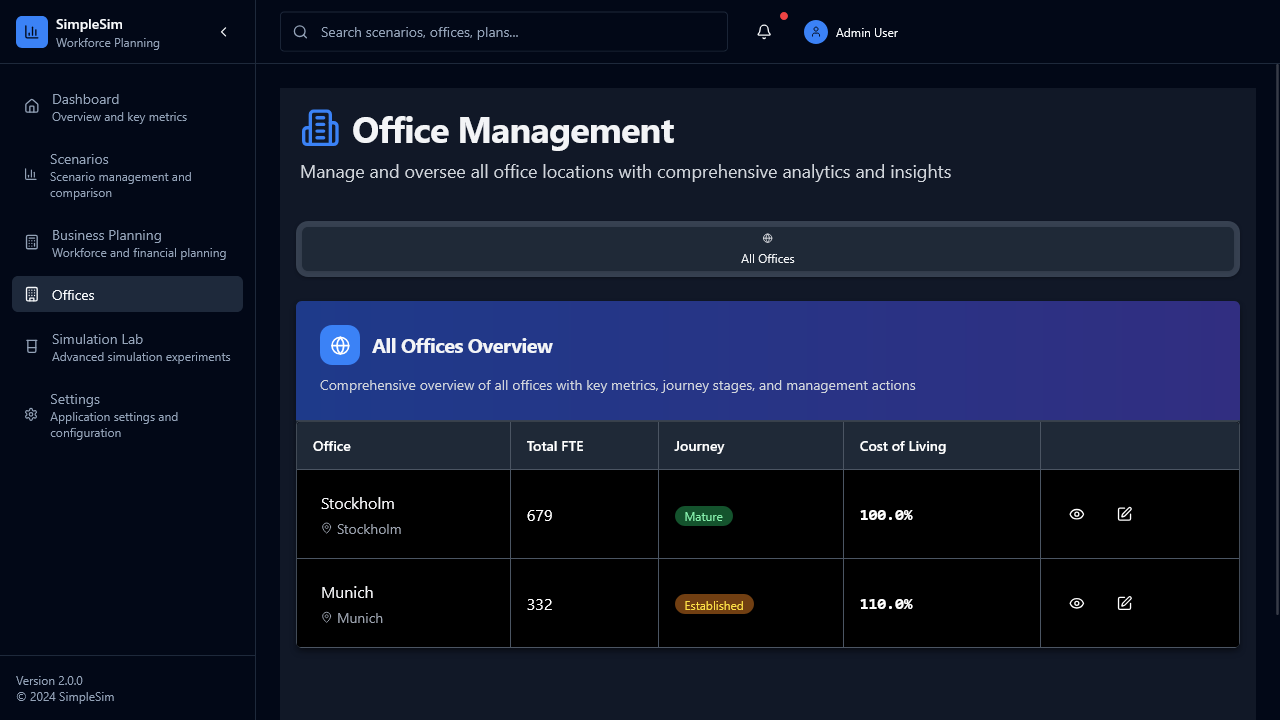 SimpleSim
Workforce Planning
Search scenarios, offices, plans...
Admin User
Dashboard
Overview and key metrics
Scenarios
Scenario management and
comparison
Business Planning
Workforce and financial planning
Offices
Simulation Lab
Advanced simulation experiments
Settings
Application settings and
configuration
Version 2.0.0
© 2024 SimpleSim
Office Management
Manage and oversee all office locations with comprehensive analytics and insights
All Offices
All Offices Overview
Comprehensive overview of all offices with key metrics, journey stages, and management actions
Office Total FTE Journey Cost of Living
Stockholm
Stockholm
679 Mature 100.0%
Munich
Munich
332 Established 110.0%